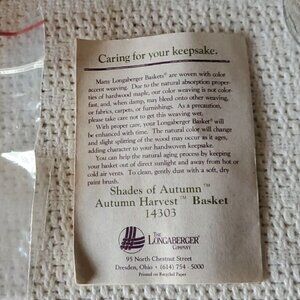 Caring for your keepsake.
Many Longaberger Baskets® are woven with color
accent weaving. Due to the natural absorption proper-
ties of hardwood maple, our color weaving is not color-
fast, and, when damp, may bleed onto other weaving,
or fabrics, carpets, or furnishings. As a precaution,
please take care not to get this weaving wet.
With proper care, your Longaberger Basket® will
be enhanced with time. The natural color will change
and slight splitting of the wood may occur as it ages,
adding character to your handwoven keepsake.
You can help the natural aging process by keeping
your basket out of direct sunlight and away from hot or
cold air vents. To clean, gently dust with a soft, dry
paint brush.
Shades of Autumn™
Autumn Harvest™ Basket
14303
THE
LONGABERGER®
COMPANY
95 North Chestnut Street
Dresden, Ohio • (614) 754 - 5000
Printed on Recycled Paper